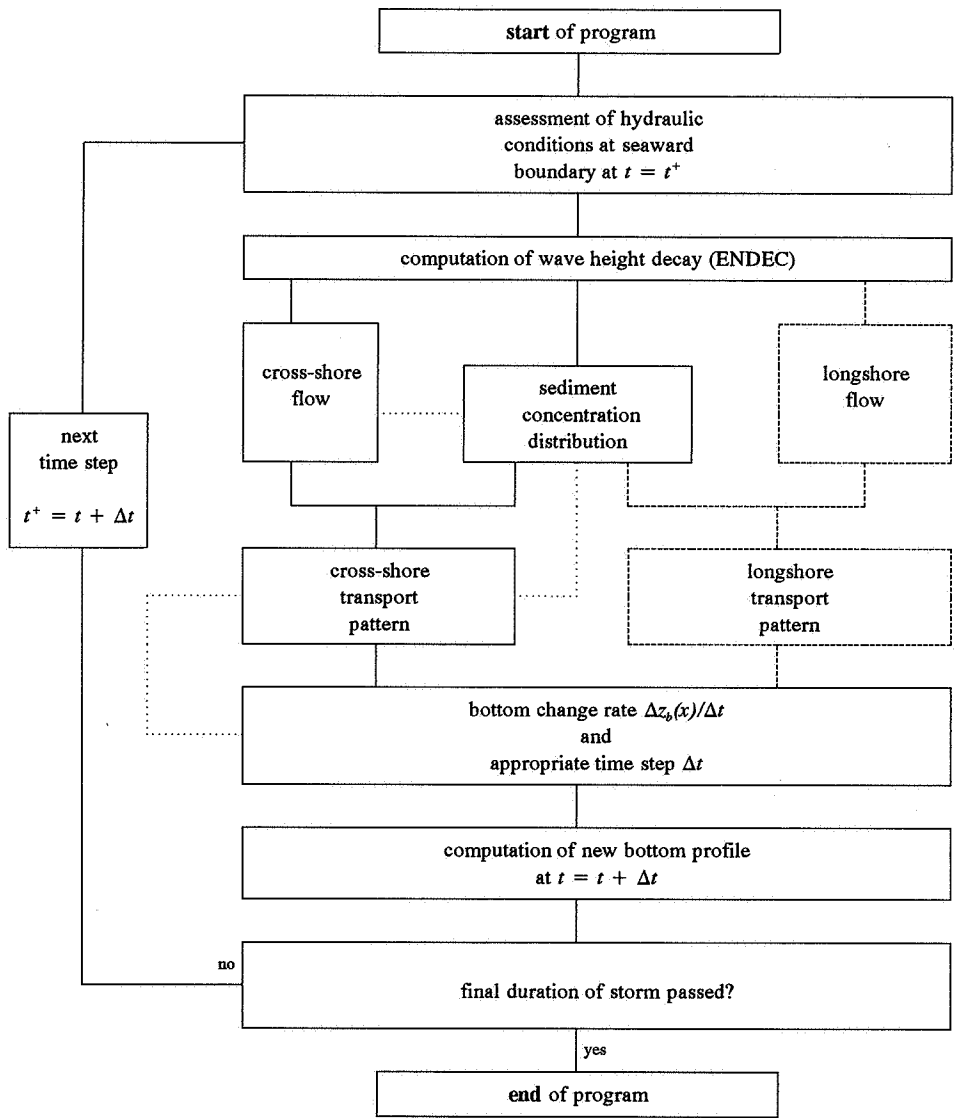 start of program
assessment of hydraulic
conditions at seaward
boundary at t = t⁺
computation of wave height decay (ENDEC)
cross-shore
flow
sediment
concentration
distribution
longshore
flow
next
time step
t⁺ = t + Δt
cross-shore
transport
pattern
longshore
transport
pattern
bottom change rate Δz_b(x)/Δt
and
appropriate time step Δt
computation of new bottom profile
at t = t + Δt
no
final duration of storm passed?
yes
end of program